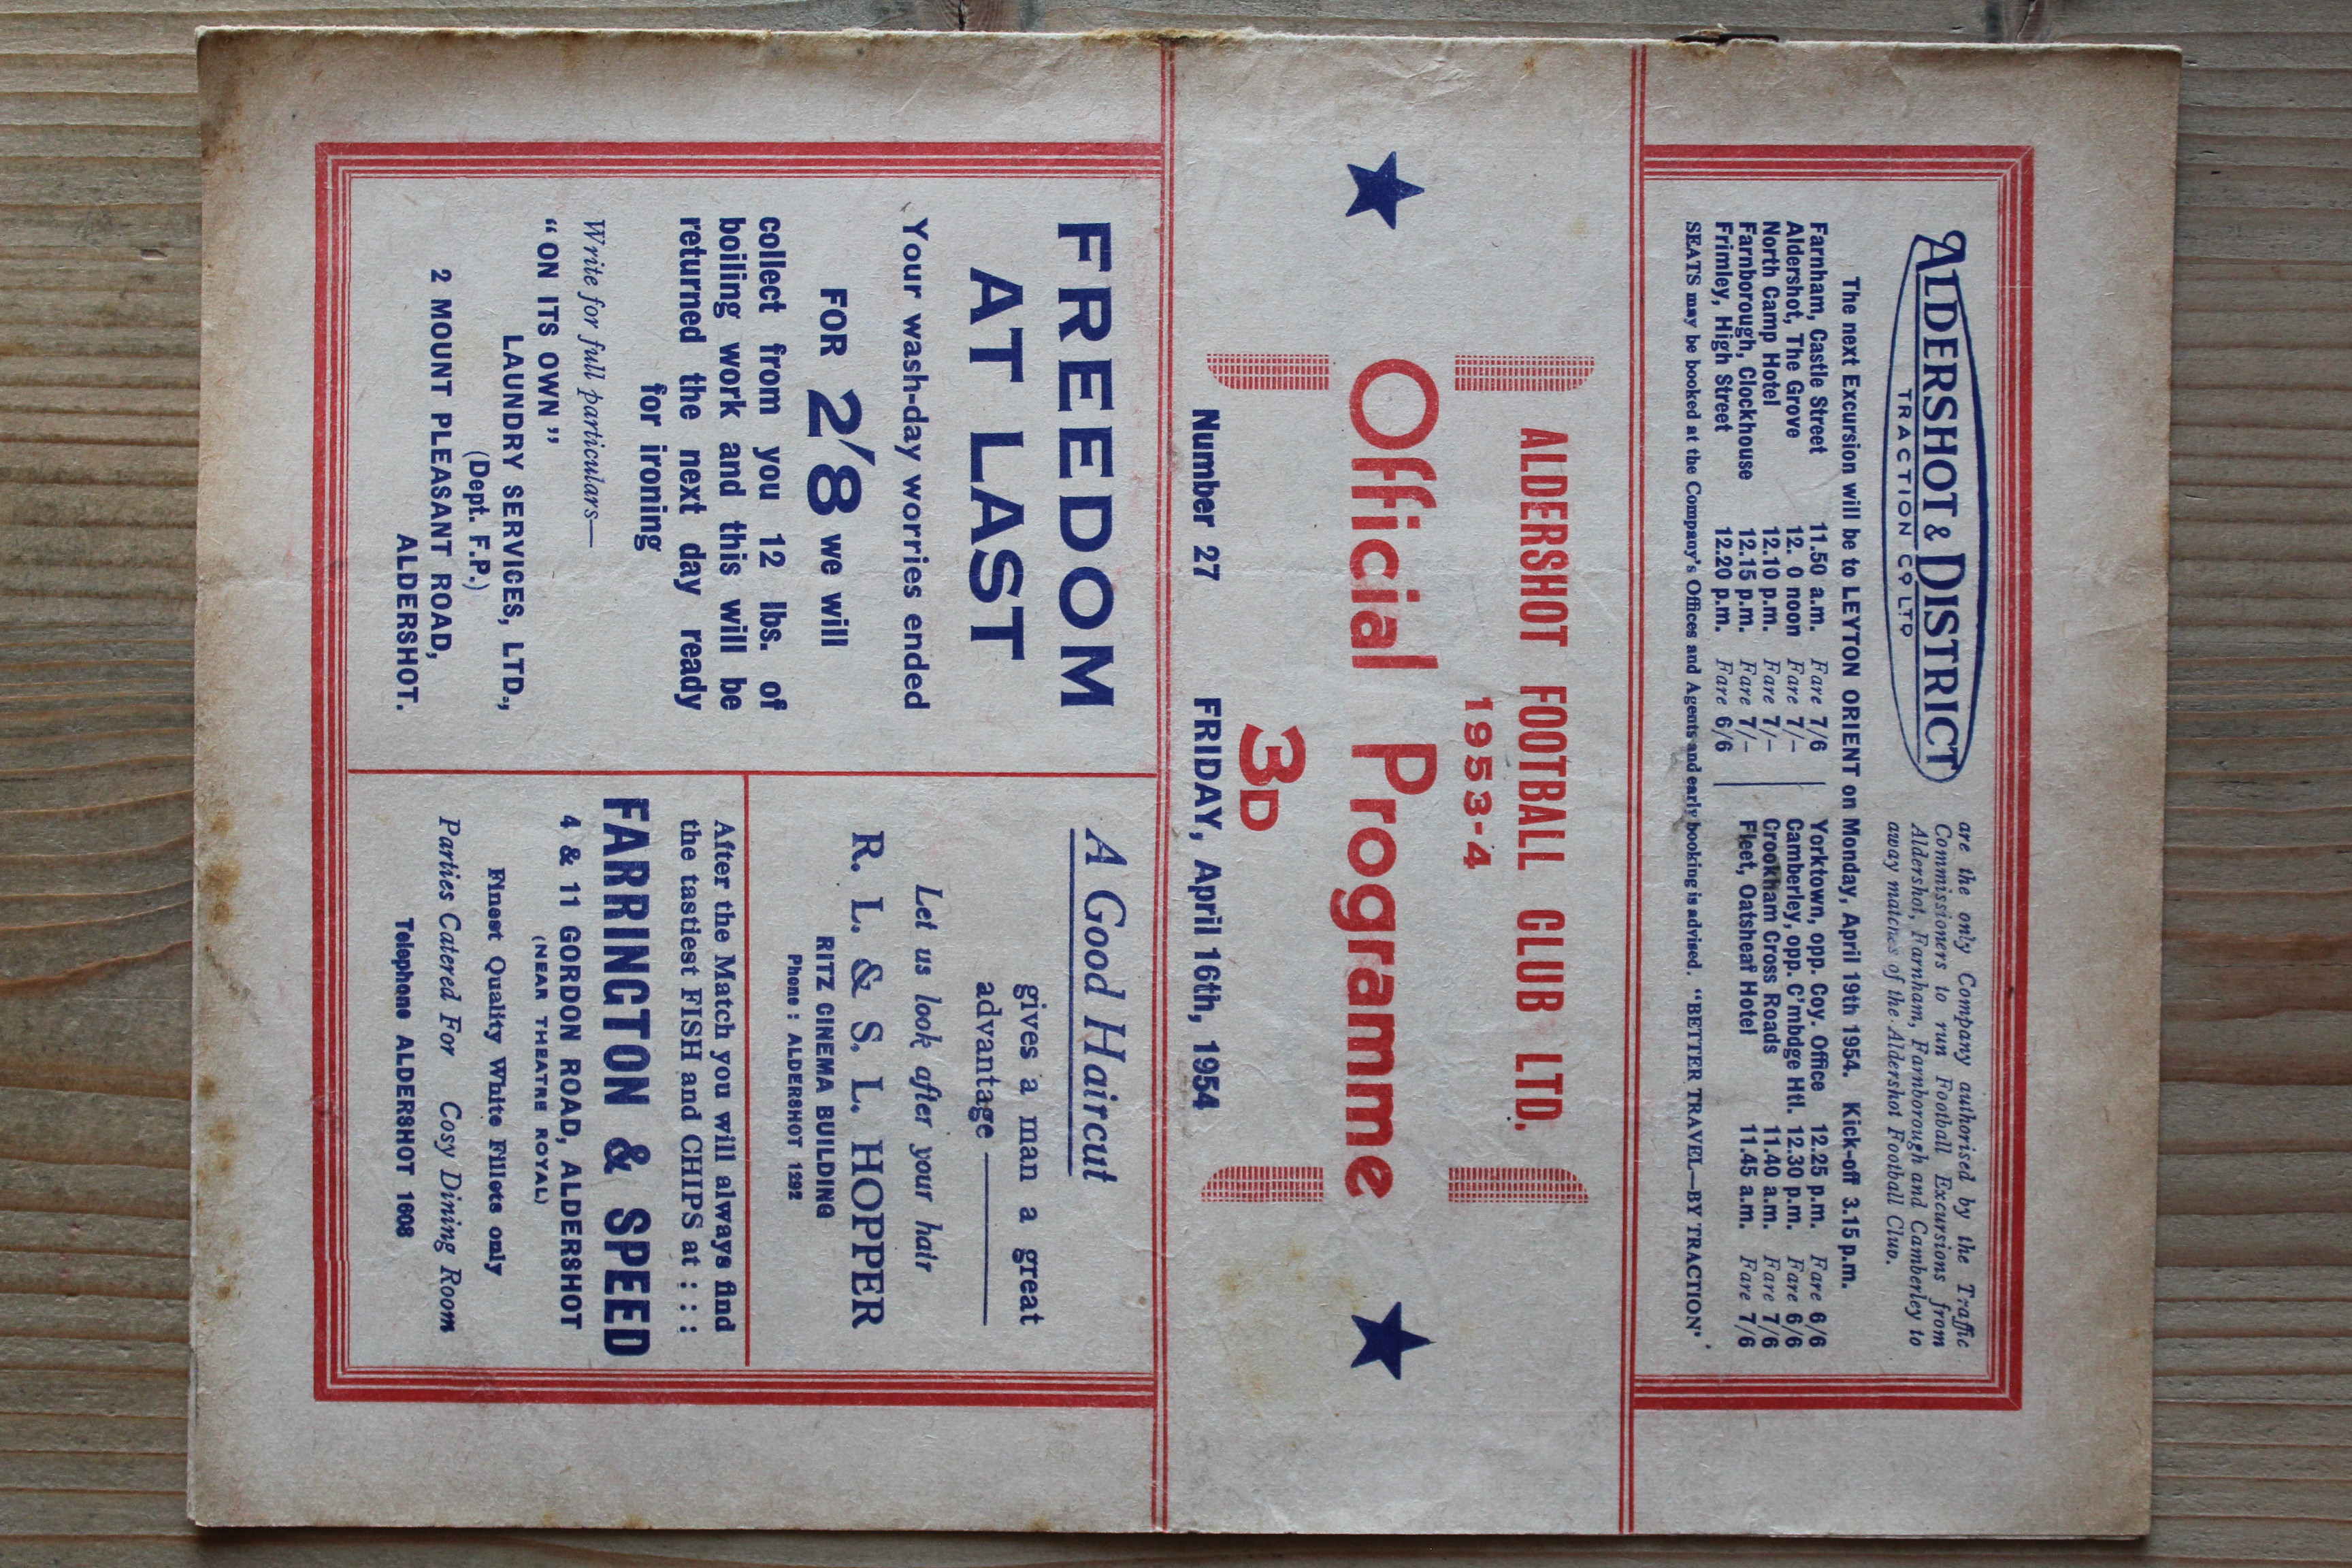 ALDERSHOT & DISTRICT
TRACTION CO LTD
are the only Company authorised by the Traffic
Commissioners to run Football Excursions from
Aldershot, Farnham, Farnborough and Camberley to
away matches of the Aldershot Football Club.
The next Excursion will be to LEYTON ORIENT on Monday, April 19th 1954. Kick-off 3.15 p.m.
Farnham, Castle Street 11.50 a.m. Fare 7/6
Aldershot, The Grove 12. 0 noon Fare 7/-
North Camp Hotel 12.10 p.m. Fare 7/-
Farnborough, Clockhouse 12.15 p.m. Fare 7/-
Frimley, High Street 12.20 p.m. Fare 6/6
Yorktown, opp. Coy. Office 12.25 p.m. Fare 6/6
Camberley, opp. C'mbdge Htl. 12.30 p.m. Fare 6/6
Crookham Cross Roads 11.40 a.m. Fare 7/6
Fleet, Oatsheaf Hotel 11.45 a.m. Fare 7/6
SEATS may be booked at the Company's Offices and Agents and early booking is advised. "BETTER TRAVEL—BY TRACTION".
ALDERSHOT FOOTBALL CLUB LTD.
1953-4
Official Programme
3D
Number 27 FRIDAY, April 16th, 1954
FREEDOM
AT LAST
Your wash-day worries ended
FOR 2/8 we will
collect from you 12 lbs. of
boiling work and this will be
returned the next day ready
for ironing
Write for full particulars—
"ON ITS OWN"
LAUNDRY SERVICES, LTD.,
(Dept. F.P.)
2 MOUNT PLEASANT ROAD,
ALDERSHOT.
A Good Haircut
gives a man a great
advantage
Let us look after your hair
R. L. & S. L. HOPPER
RITZ CINEMA BUILDING
Phone : ALDERSHOT 1292
After the Match you will always find
the tastiest FISH and CHIPS at : : :
FARRINGTON & SPEED
4 & 11 GORDON ROAD, ALDERSHOT
(NEAR THEATRE ROYAL)
Finest Quality White Fillets only
Parties Catered For Cosy Dining Room
Telephone ALDERSHOT 1608